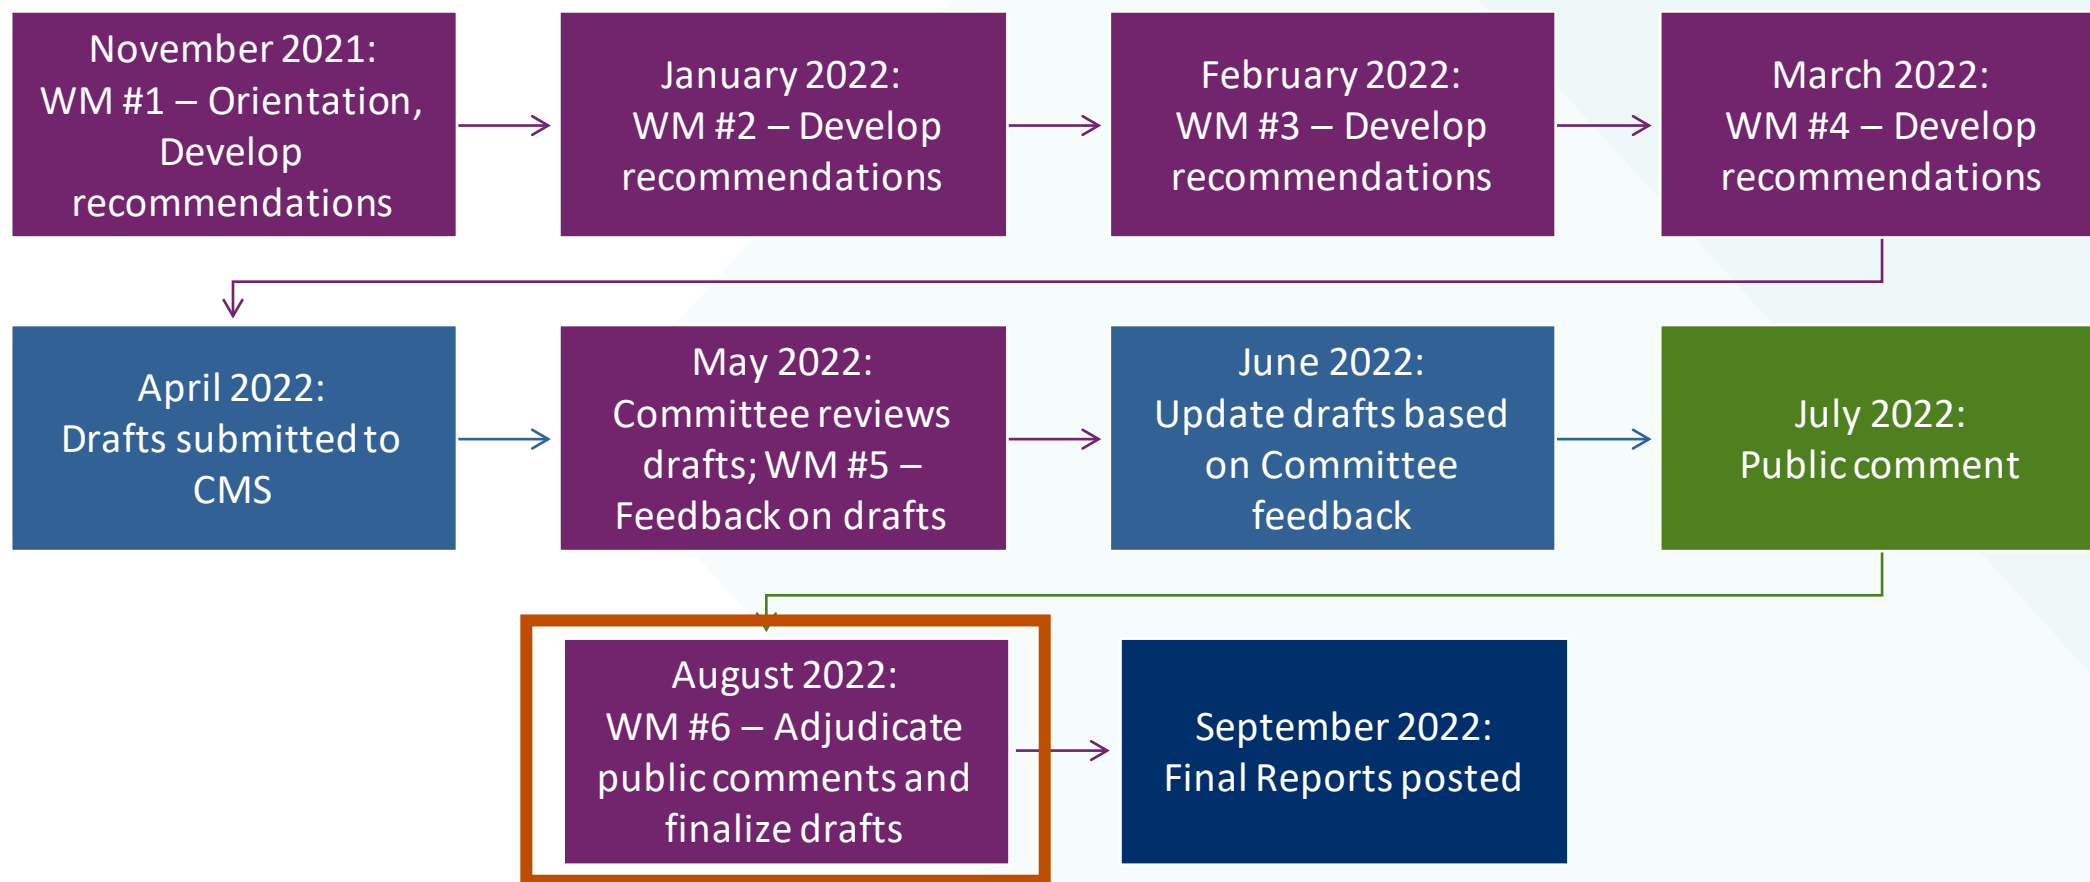 November 2021:
WM #1 – Orientation,
Develop
recommendations
January 2022:
WM #2 – Develop
recommendations
February 2022:
WM #3 – Develop
recommendations
March 2022:
WM #4 – Develop
recommendations
April 2022:
Drafts submitted to
CMS
May 2022:
Committee reviews
drafts; WM #5 –
Feedback on drafts
June 2022:
Update drafts based
on Committee
feedback
July 2022:
Public comment
August 2022:
WM #6 – Adjudicate
public comments and
finalize drafts
September 2022:
Final Reports posted